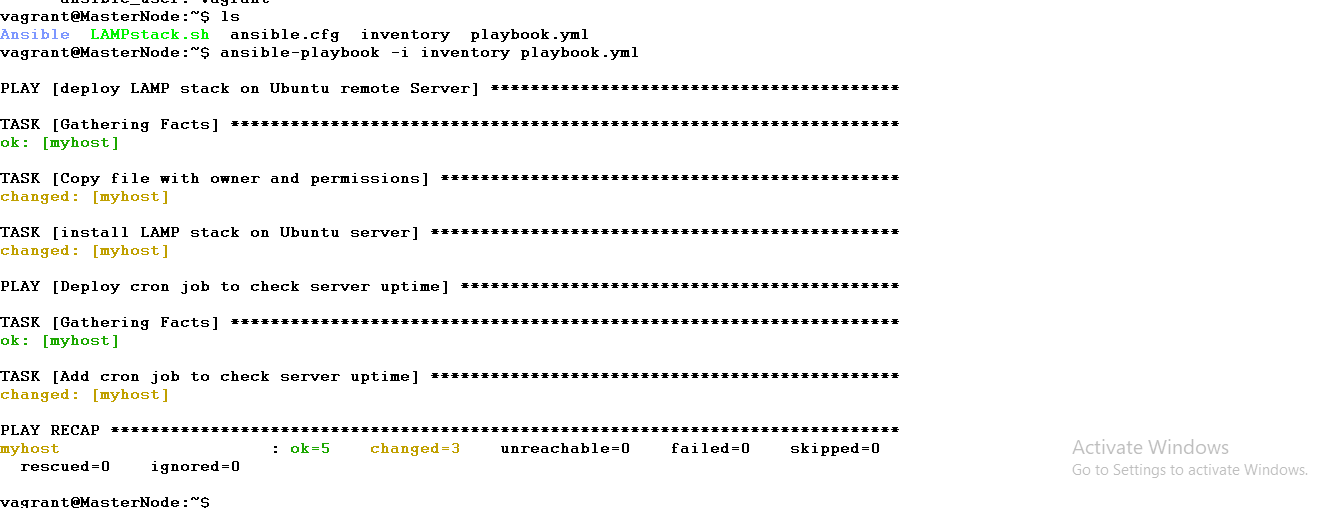 ansible_user: vagrant
vagrant@MasterNode:~$ ls
Ansible  LAMPstack.sh  ansible.cfg  inventory  playbook.yml
vagrant@MasterNode:~$ ansible-playbook -i inventory playbook.yml
PLAY [deploy LAMP stack on Ubuntu remote Server] *****************************************
TASK [Gathering Facts] *******************************************************************
ok: [myhost]
TASK [Copy file with owner and permissions] **********************************************
changed: [myhost]
TASK [install LAMP stack on Ubuntu server] ***********************************************
changed: [myhost]
PLAY [Deploy cron job to check server uptime] ********************************************
TASK [Gathering Facts] *******************************************************************
ok: [myhost]
TASK [Add cron job to check server uptime] ***********************************************
changed: [myhost]
PLAY RECAP *******************************************************************************
myhost                     : ok=5    changed=3    unreachable=0    failed=0    skipped=0
  rescued=0    ignored=0
vagrant@MasterNode:~$
Activate Windows
Go to Settings to activate Windows.